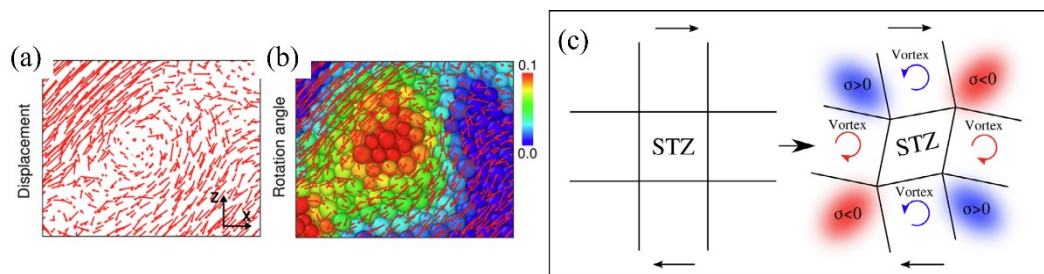 (a)
Displacement
Z
X
(b)
Rotation angle
0.1
0.0
(c)
STZ
σ>0
Vortex
σ<0
Vortex
STZ
Vortex
σ<0
Vortex
σ>0